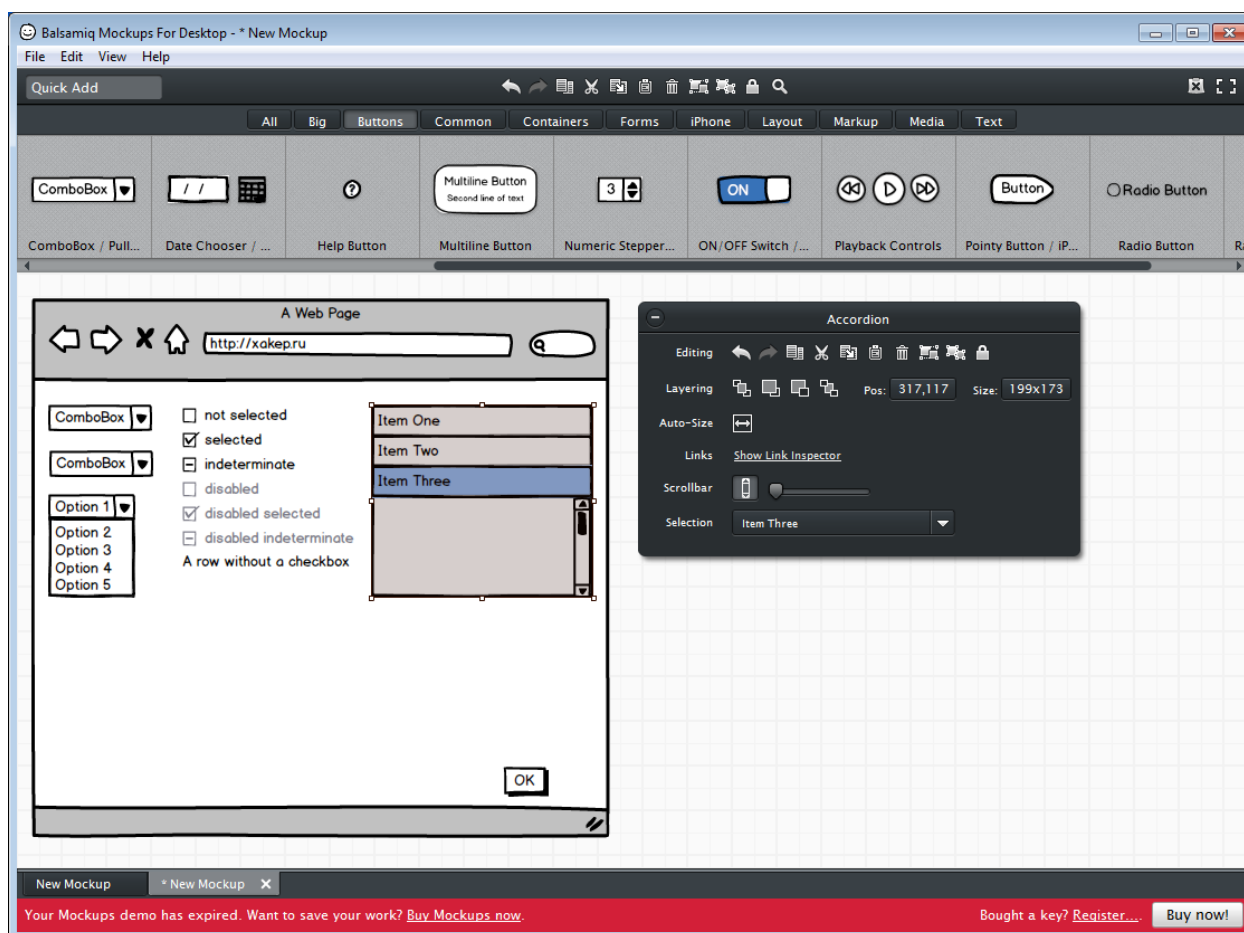 Balsamiq Mockups For Desktop - * New Mockup
File Edit View Help
Quick Add
All Big Buttons Common Containers Forms iPhone Layout Markup Media Text
ComboBox
/ /
?
Multiline Button
Second line of text
3
ON
Button
Radio Button
ComboBox / Pull... Date Chooser / ... Help Button Multiline Button Numeric Stepper... ON/OFF Switch /... Playback Controls Pointy Button / iP... Radio Button R
A Web Page
http://xakep.ru
ComboBox
ComboBox
Option 1
Option 2
Option 3
Option 4
Option 5
not selected
selected
indeterminate
disabled
disabled selected
disabled indeterminate
A row without a checkbox
Item One
Item Two
Item Three
OK
Accordion
Editing
Layering Pos: 317,117 Size: 199x173
Auto-Size
Links Show Link Inspector
Scrollbar
Selection Item Three
New Mockup * New Mockup X
Your Mockups demo has expired. Want to save your work? Buy Mockups now. Bought a key? Register.... Buy now!